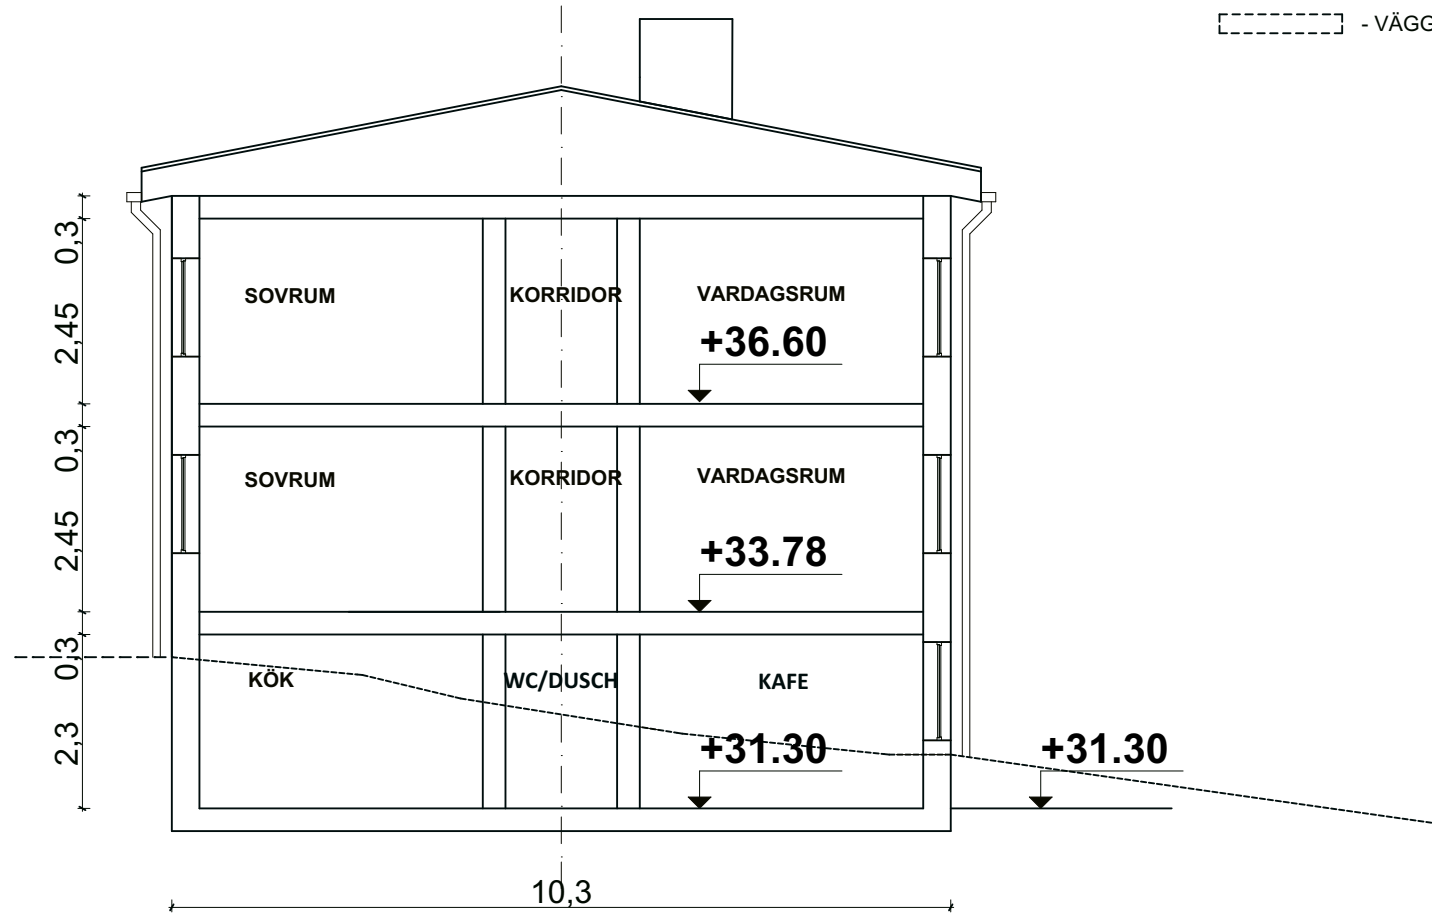 - VÄGG
0,3
SOVRUM KORRIDOR VARDAGSRUM
2,45
+36.60
0,3
SOVRUM KORRIDOR VARDAGSRUM
2,45
+33.78
0,3
KÖK WC/DUSCH KAFE
2,3
+31.30 +31.30
10,3